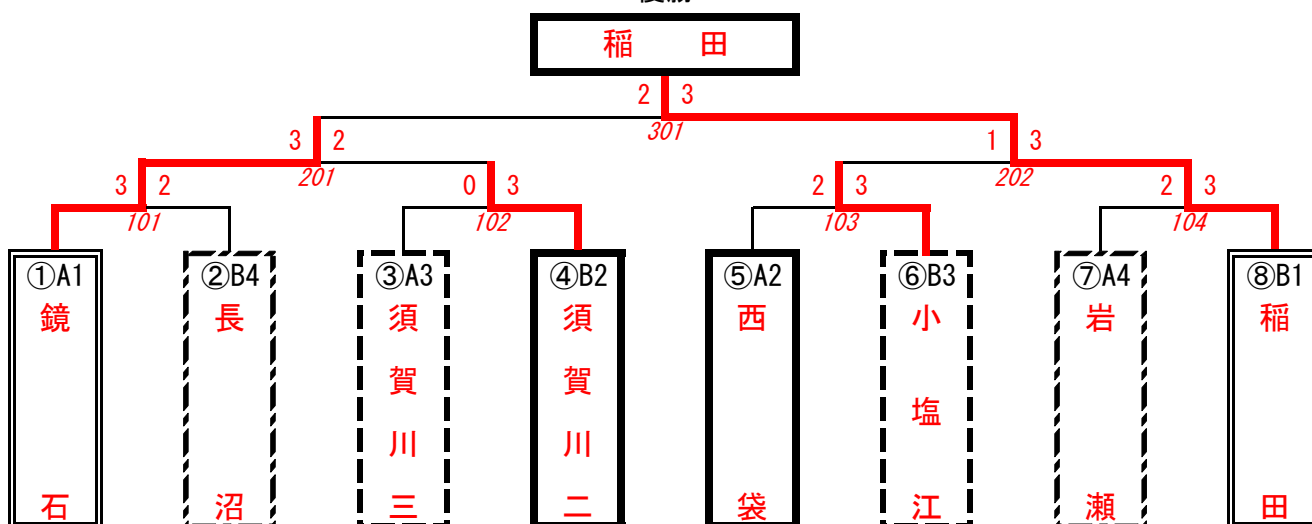 稲 田
2 3
301
3 2
1 3
201
202
3 2
0 3
2 3
2 3
101
102
103
104
①A1
鏡石
②B4
長沼
③A3
須賀川三
④B2
須賀川二
⑤A2
西袋
⑥B3
小塩江
⑦A4
岩瀬
⑧B1
稲田